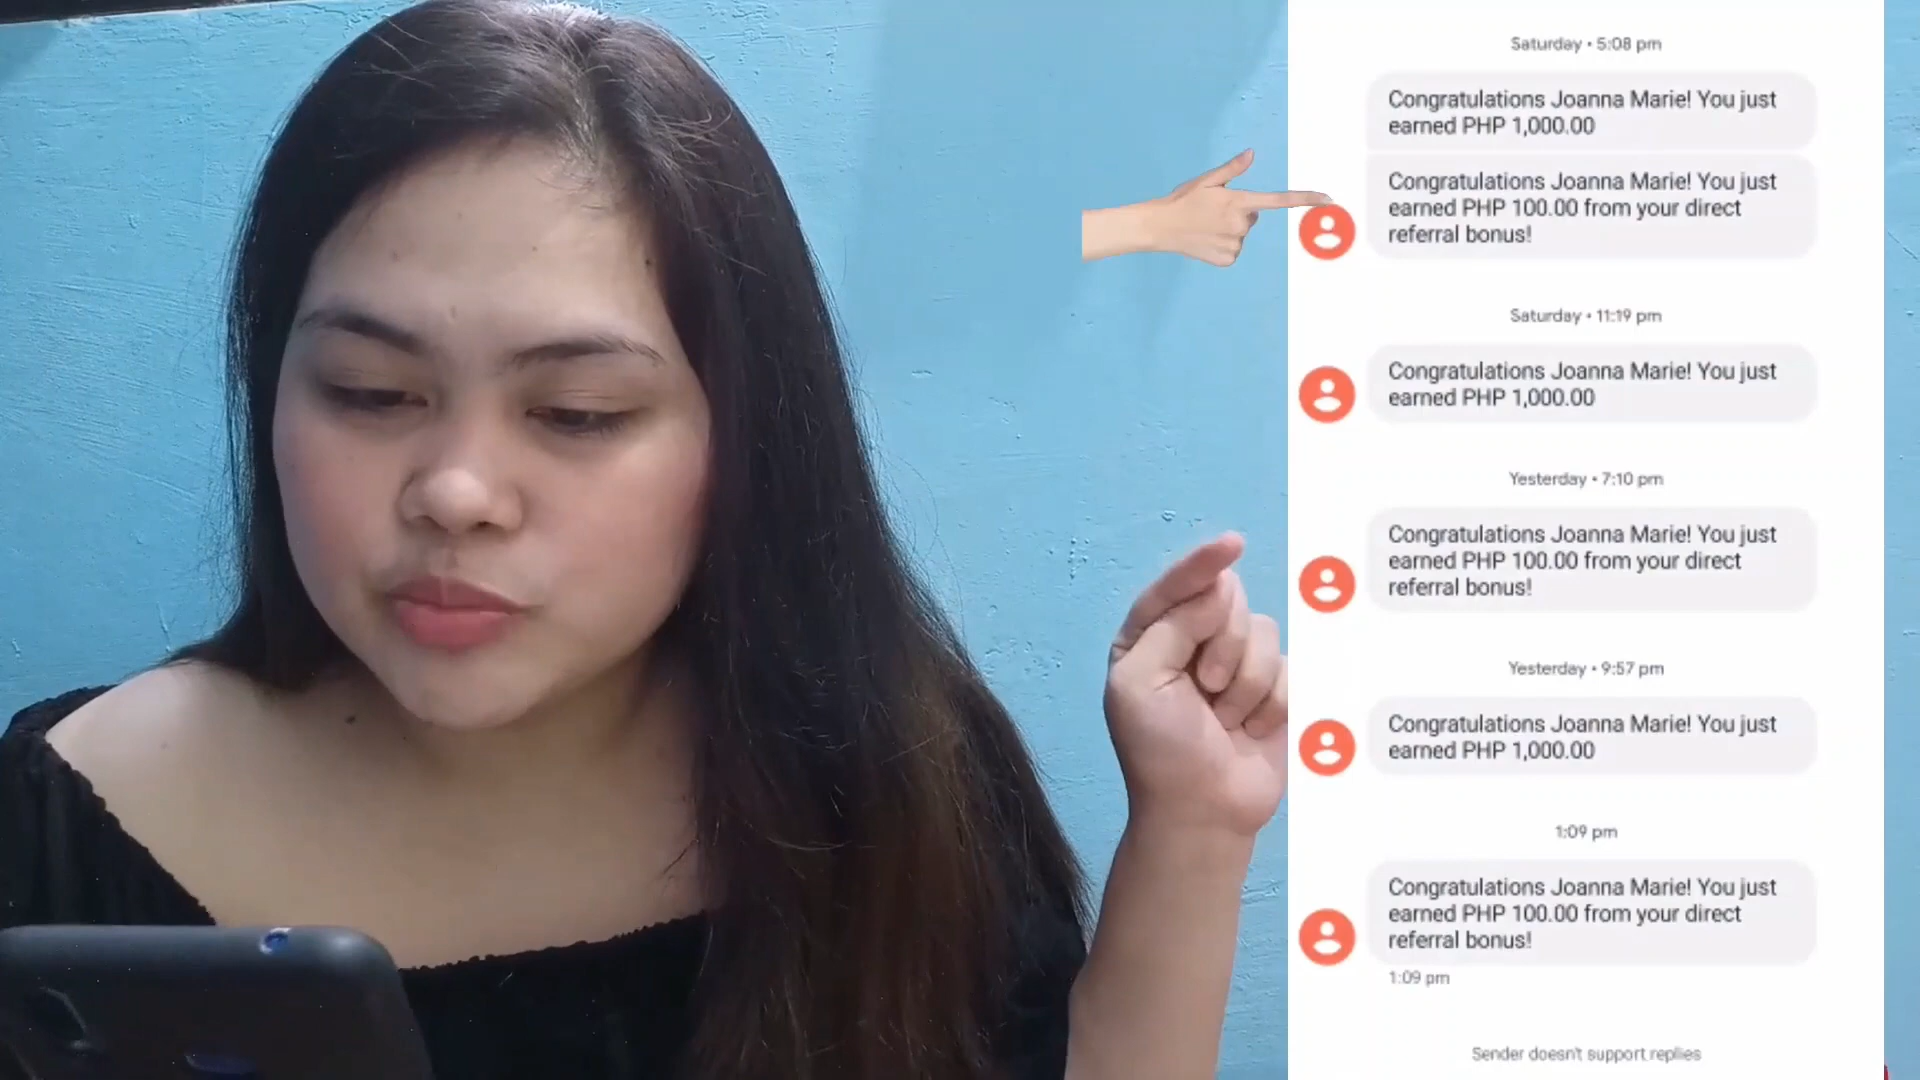 Saturday • 5:08 pm
Congratulations Joanna Marie! You just
earned PHP 1,000.00
Congratulations Joanna Marie! You just
earned PHP 100.00 from your direct
referral bonus!
Saturday • 11:19 pm
Congratulations Joanna Marie! You just
earned PHP 1,000.00
Yesterday • 7:10 pm
Congratulations Joanna Marie! You just
earned PHP 100.00 from your direct
referral bonus!
Yesterday • 9:57 pm
Congratulations Joanna Marie! You just
earned PHP 1,000.00
1:09 pm
Congratulations Joanna Marie! You just
earned PHP 100.00 from your direct
referral bonus!
1:09 pm
Sender doesn't support replies